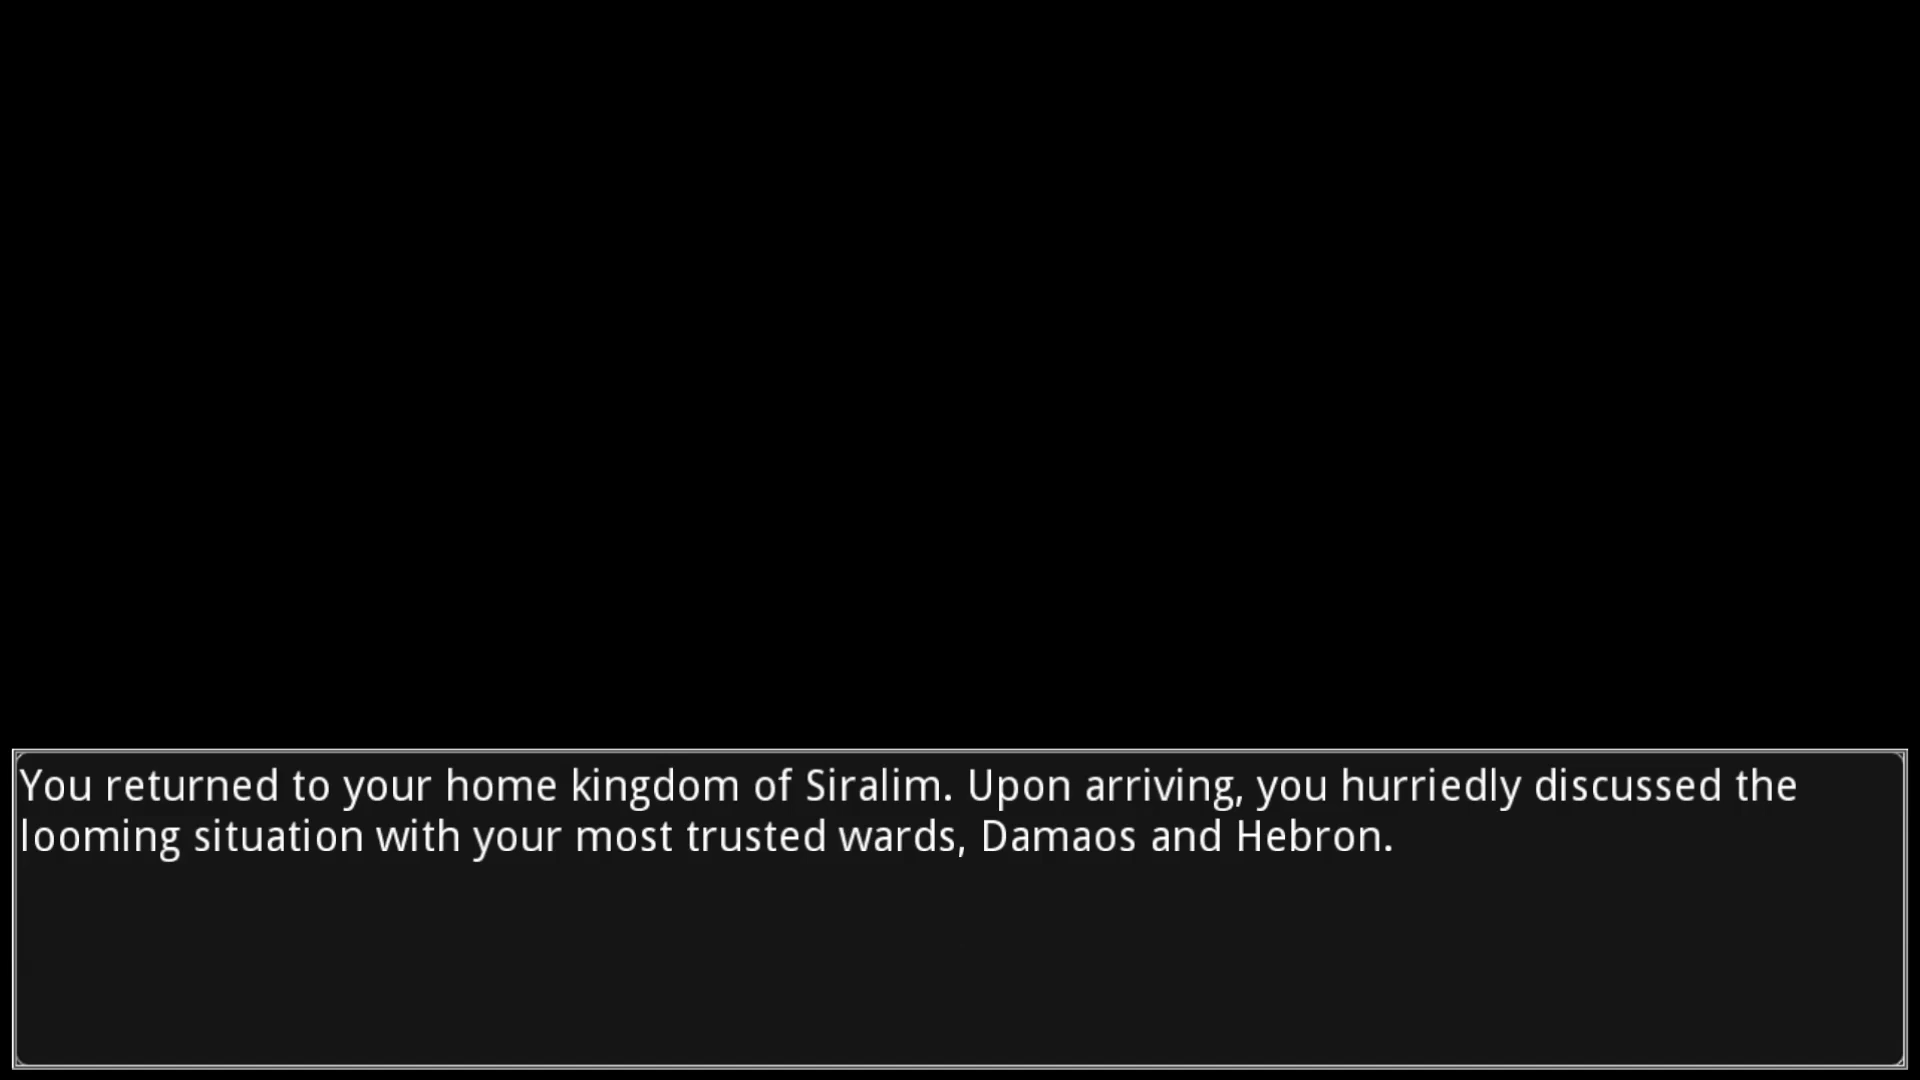 You returned to your home kingdom of Siralim. Upon arriving, you hurriedly discussed the
looming situation with your most trusted wards, Damaos and Hebron.